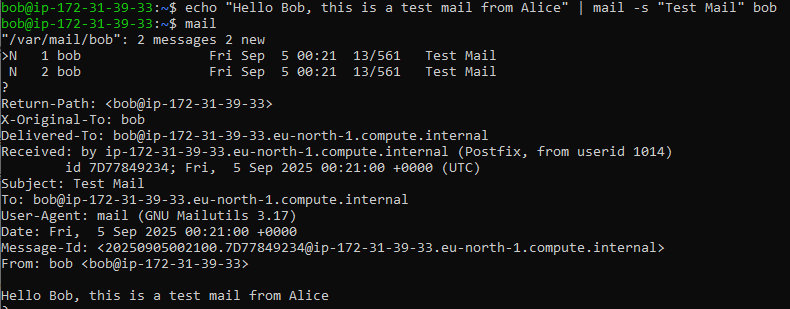 bob@ip-172-31-39-33:~$ echo "Hello Bob, this is a test mail from Alice" | mail -s "Test Mail" bob
bob@ip-172-31-39-33:~$ mail
"/var/mail/bob": 2 messages 2 new
>N   1 bob                Fri Sep  5 00:21  13/561   Test Mail
 N   2 bob                Fri Sep  5 00:21  13/561   Test Mail
?
Return-Path: <bob@ip-172-31-39-33>
X-Original-To: bob
Delivered-To: bob@ip-172-31-39-33.eu-north-1.compute.internal
Received: by ip-172-31-39-33.eu-north-1.compute.internal (Postfix, from userid 1014)
        id 7D77849234; Fri,  5 Sep 2025 00:21:00 +0000 (UTC)
Subject: Test Mail
To: bob@ip-172-31-39-33.eu-north-1.compute.internal
User-Agent: mail (GNU Mailutils 3.17)
Date: Fri,  5 Sep 2025 00:21:00 +0000
Message-Id: <20250905002100.7D77849234@ip-172-31-39-33.eu-north-1.compute.internal>
From: bob <bob@ip-172-31-39-33>

Hello Bob, this is a test mail from Alice